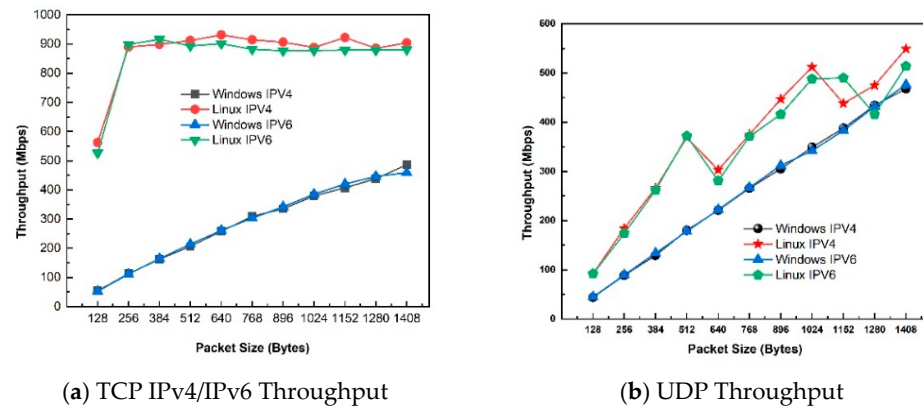 1000
900
800
700
600
500
400
300
200
100
0
Throughput (Mbps)
Windows IPV4
Linux IPV4
Windows IPV6
Linux IPV6
128 256 384 512 640 768 896 1024 1152 1280 1408
Packet Size (Bytes)
(a) TCP IPv4/IPv6 Throughput
600
500
400
300
200
100
0
Throughput (Mbps)
Windows IPV4
Linux IPV4
Windows IPV6
Linux IPV6
128 256 384 512 640 768 896 1024 1152 1280 1408
Packet Size (Bytes)
(b) UDP Throughput